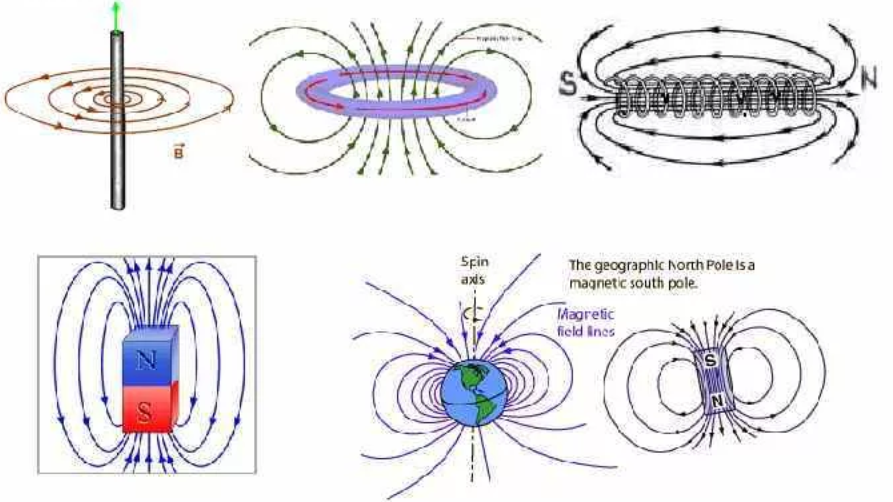 B
S
N
Spin
axis
The geographic North Pole is a
magnetic south pole.
Magnetic
field lines
N
S
S
N